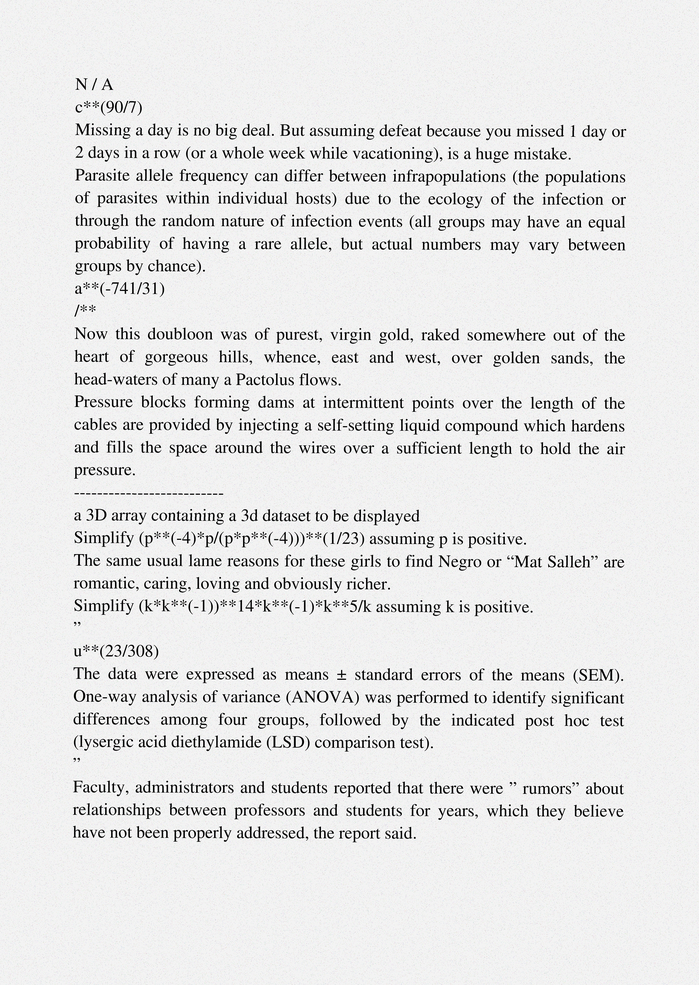 N / A
c**(90/7)
Missing a day is no big deal. But assuming defeat because you missed 1 day or
2 days in a row (or a whole week while vacationing), is a huge mistake.
Parasite allele frequency can differ between infrapopulations (the populations
of parasites within individual hosts) due to the ecology of the infection or
through the random nature of infection events (all groups may have an equal
probability of having a rare allele, but actual numbers may vary between
groups by chance).
a**(-741/31)
/**
Now this doubloon was of purest, virgin gold, raked somewhere out of the
heart of gorgeous hills, whence, east and west, over golden sands, the
head-waters of many a Pactolus flows.
Pressure blocks forming dams at intermittent points over the length of the
cables are provided by injecting a self-setting liquid compound which hardens
and fills the space around the wires over a sufficient length to hold the air
pressure.
--------------------------
a 3D array containing a 3d dataset to be displayed
Simplify (p**(-4)*p/(p*p**(-4)))**(1/23) assuming p is positive.
The same usual lame reasons for these girls to find Negro or “Mat Salleh” are
romantic, caring, loving and obviously richer.
Simplify (k*k**(-1))**14*k**(-1)*k**5/k assuming k is positive.
”
u**(23/308)
The data were expressed as means ± standard errors of the means (SEM).
One-way analysis of variance (ANOVA) was performed to identify significant
differences among four groups, followed by the indicated post hoc test
(lysergic acid diethylamide (LSD) comparison test).
”
Faculty, administrators and students reported that there were ” rumors” about
relationships between professors and students for years, which they believe
have not been properly addressed, the report said.